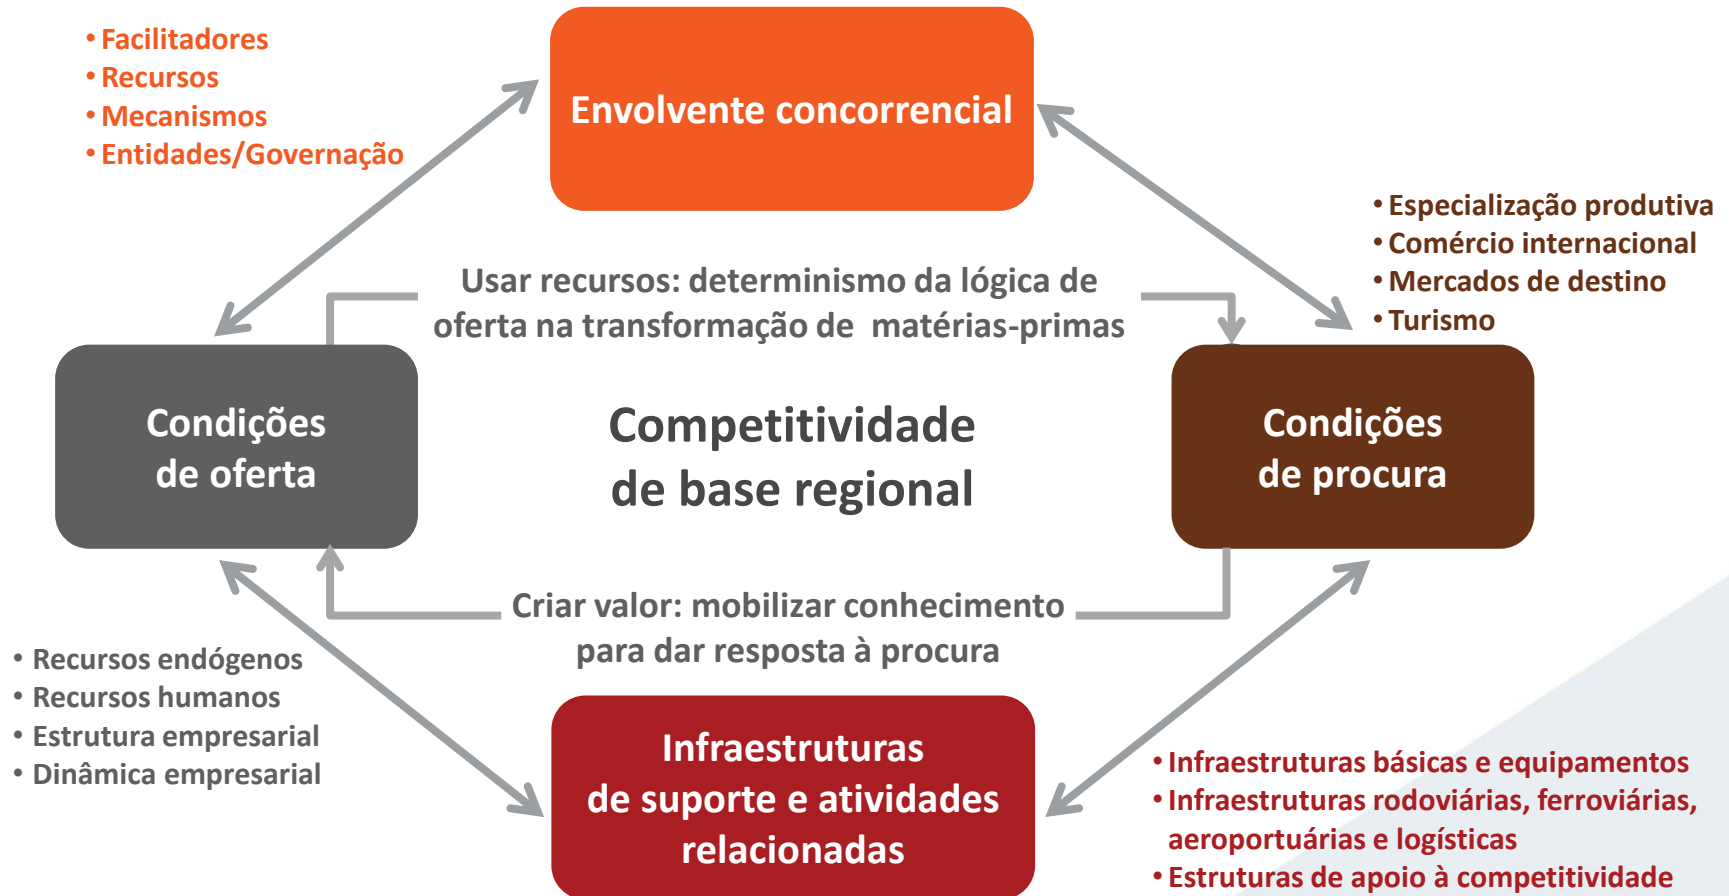 • Facilitadores
• Recursos
• Mecanismos
• Entidades/Governação
Envolvente concorrencial
• Especialização produtiva
• Comércio internacional
• Mercados de destino
• Turismo
Usar recursos: determinismo da lógica de
oferta na transformação de matérias-primas
Condições
de oferta
Competitividade
de base regional
Condições
de procura
Criar valor: mobilizar conhecimento
para dar resposta à procura
• Recursos endógenos
• Recursos humanos
• Estrutura empresarial
• Dinâmica empresarial
Infraestruturas
de suporte e atividades
relacionadas
• Infraestruturas básicas e equipamentos
• Infraestruturas rodoviárias, ferroviárias,
aeroportuárias e logísticas
• Estruturas de apoio à competitividade